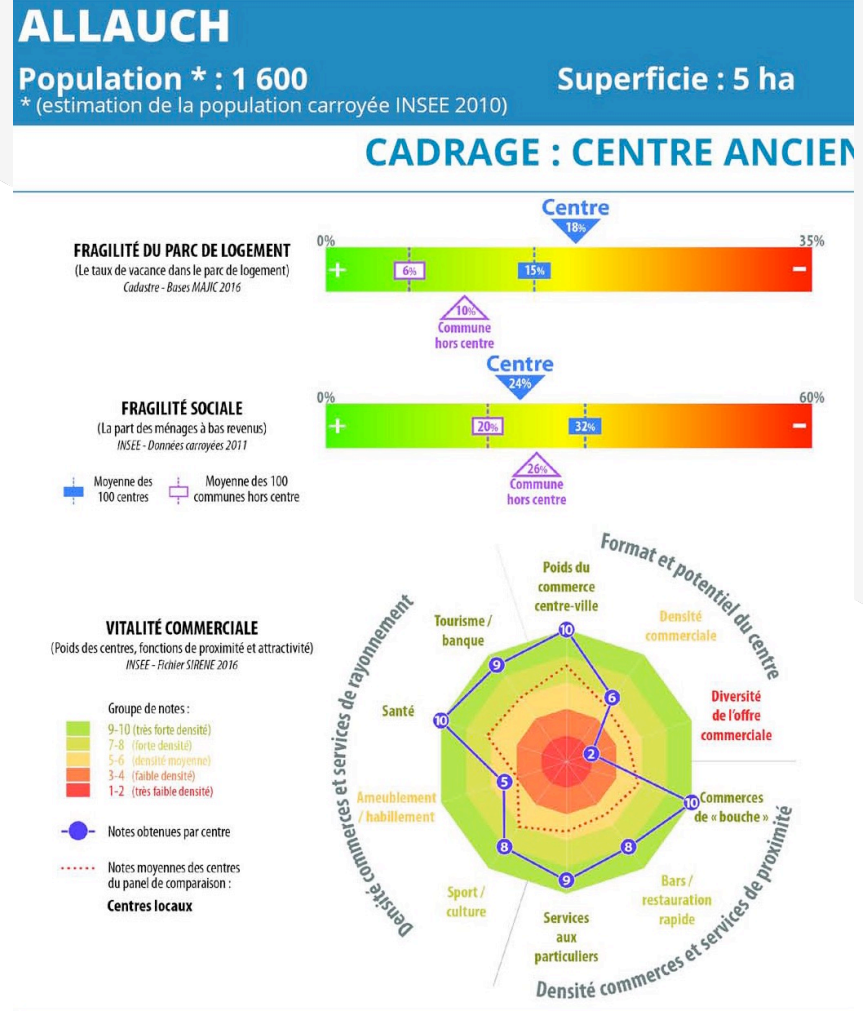 ALLAUCH
Population * : 1 600
Superficie : 5 ha
* (estimation de la population carroyée INSEE 2010)
CADRAGE : CENTRE ANCIEN
FRAGILITÉ DU PARC DE LOGEMENT
(Le taux de vacance dans le parc de logement)
Cadastre - Bases MAJIC 2016
Centre
18%
0%
35%
+
6%
15%
–
10%
Commune
hors centre
FRAGILITÉ SOCIALE
(La part des ménages à bas revenus)
INSEE - Données carroyées 2011
Centre
24%
0%
60%
+
20%
32%
–
26%
Commune
hors centre
Moyenne des
100 centres
Moyenne des 100
communes hors centre
VITALITÉ COMMERCIALE
(Poids des centres, fonctions de proximité et attractivité)
INSEE - Fichier SIRENE 2016
Groupe de notes :
9-10 (très forte densité)
7-8 (forte densité)
5-6 (densité moyenne)
3-4 (faible densité)
1-2 (très faible densité)
Notes obtenues par centre
Notes moyennes des centres
du panel de comparaison :
Centres locaux
Format et potentiel du centre
Poids du
commerce
centre-ville
10
Densité
commerciale
6
Diversité
de l'offre
commerciale
2
Densité commerces et services de proximité
Commerces
de « bouche »
10
Bars /
restauration
rapide
8
Services
aux
particuliers
9
Densité commerces et services de rayonnement
Sport /
culture
8
Ameublement
/ habillement
5
Santé
10
Tourisme /
banque
9